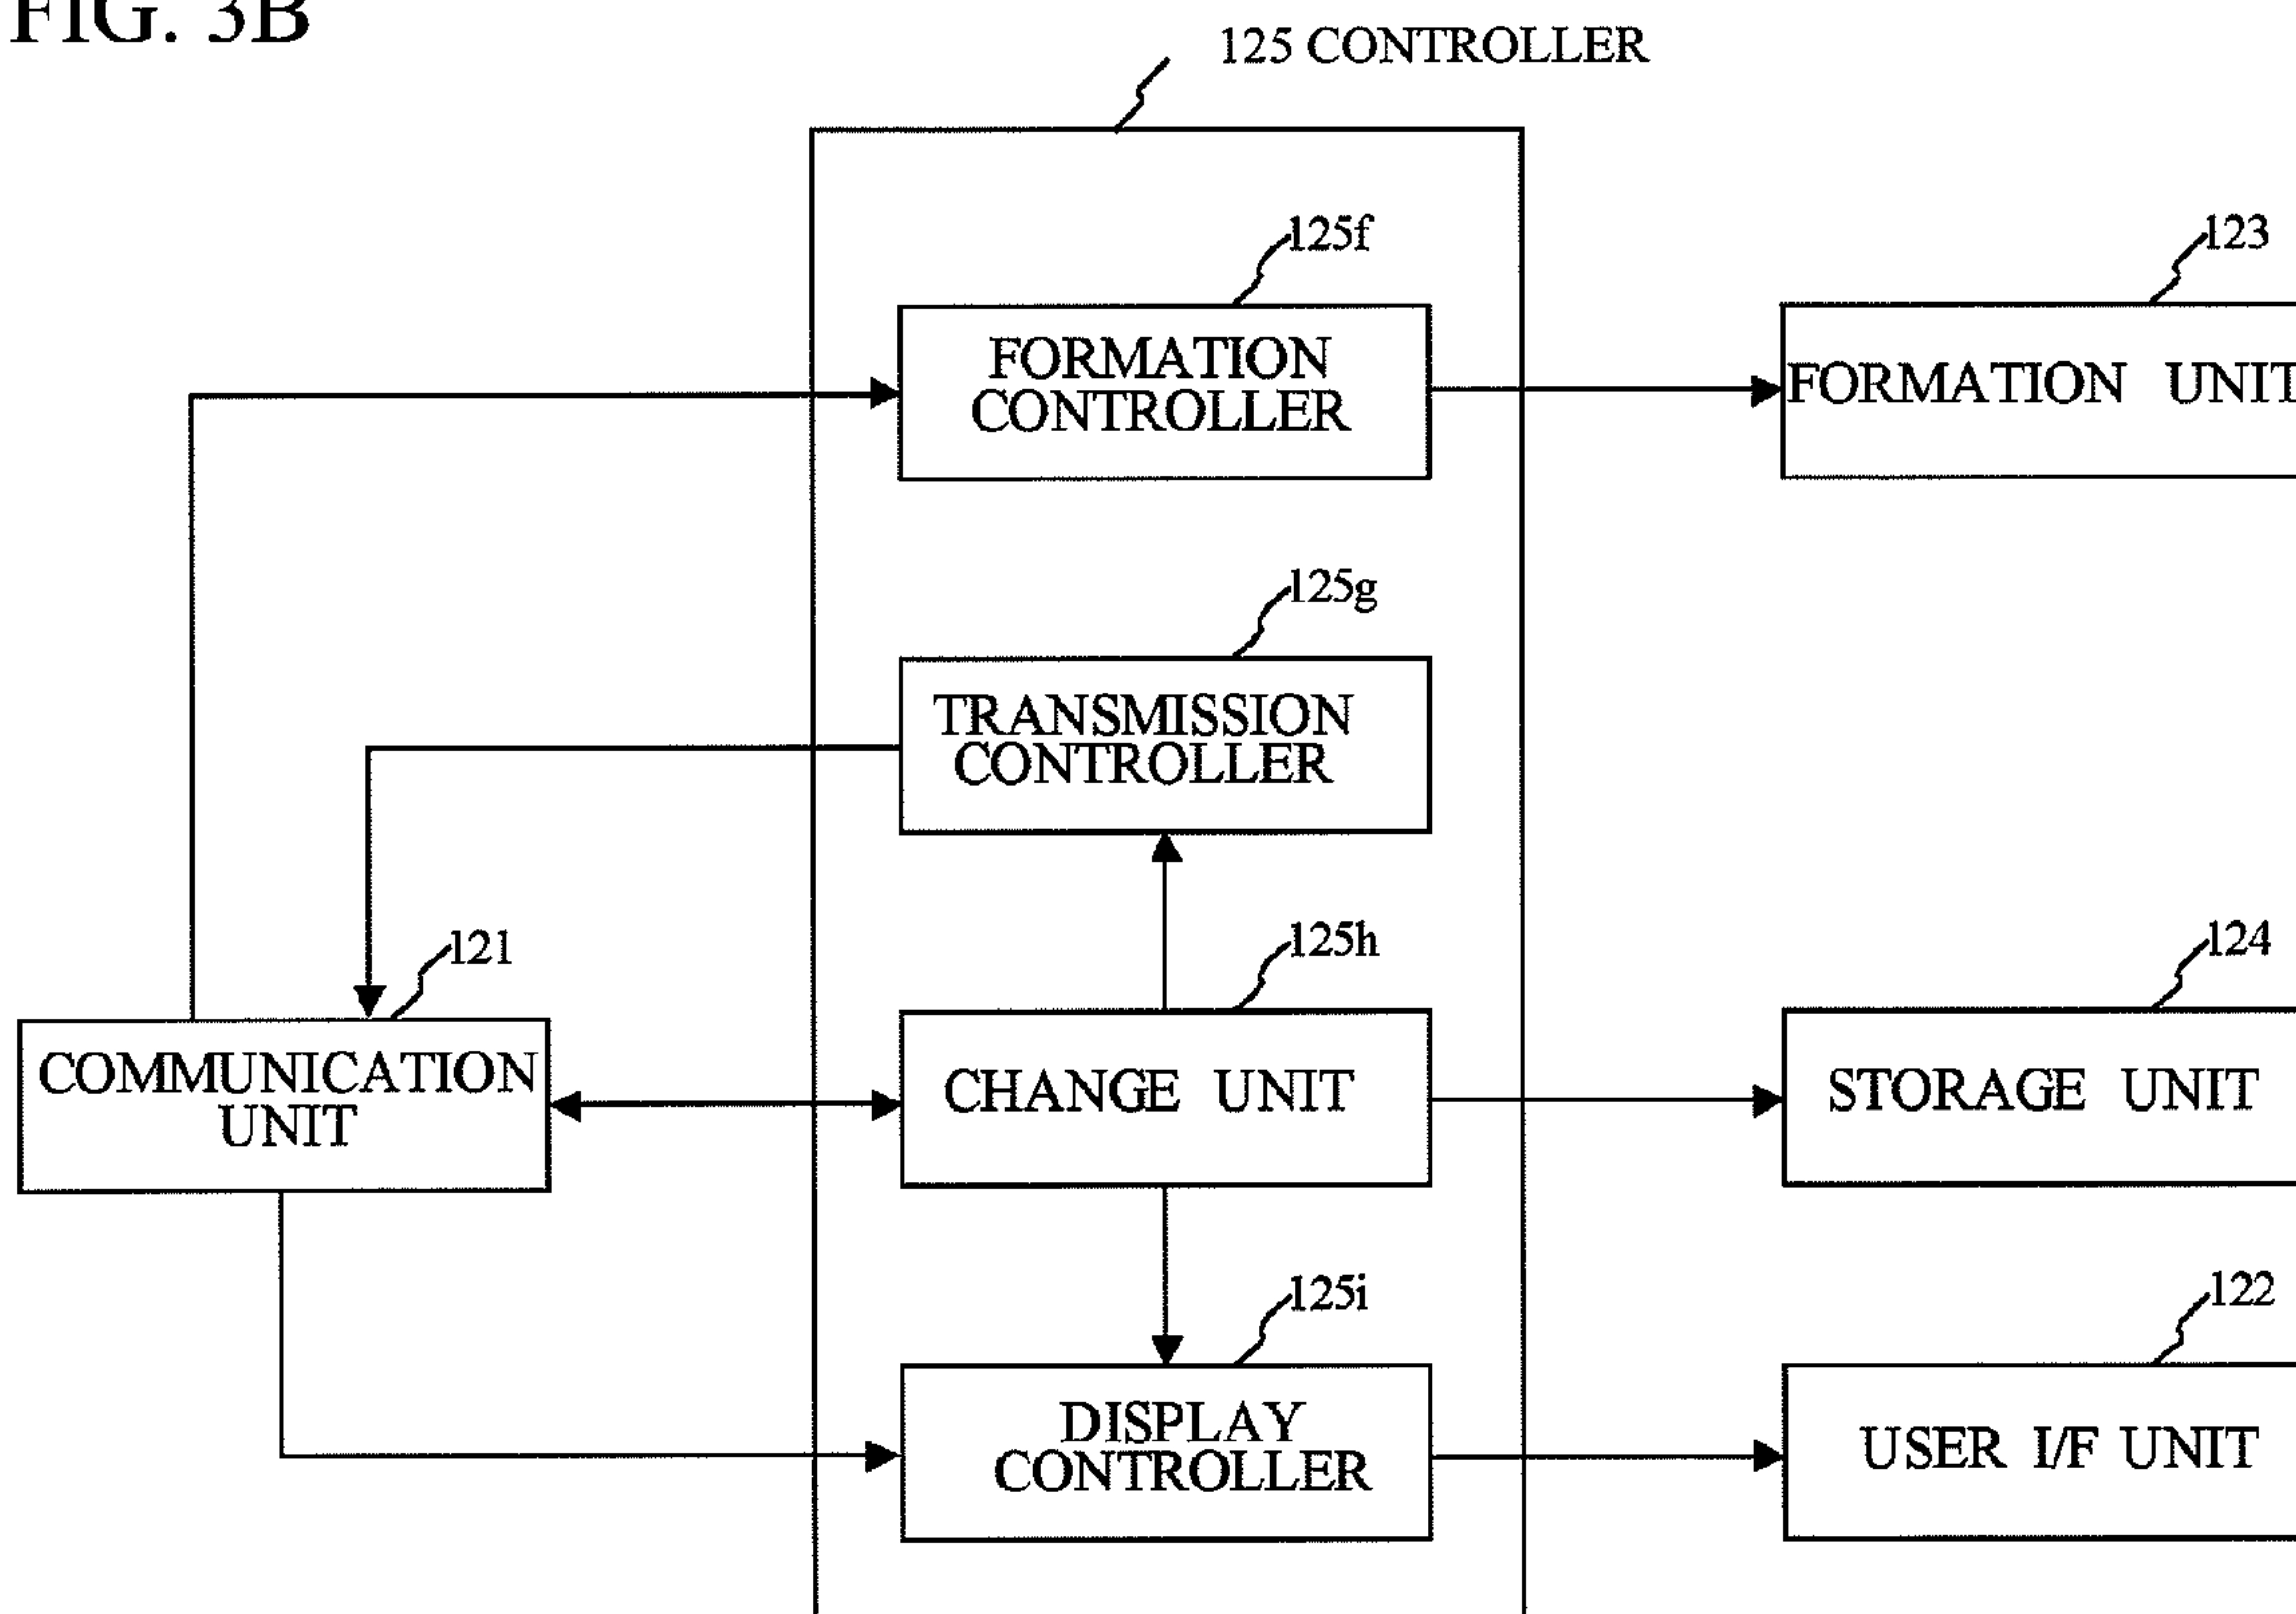 FIG. 3B
125 CONTROLLER
125f
123
FORMATION
CONTROLLER
FORMATION UNIT
125g
TRANSMISSION
CONTROLLER
121
125h
124
COMMUNICATION
UNIT
CHANGE UNIT
STORAGE UNIT
125i
122
DISPLAY
CONTROLLER
USER I/F UNIT